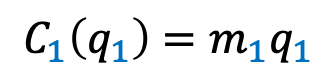 C₁(q₁) = m₁q₁